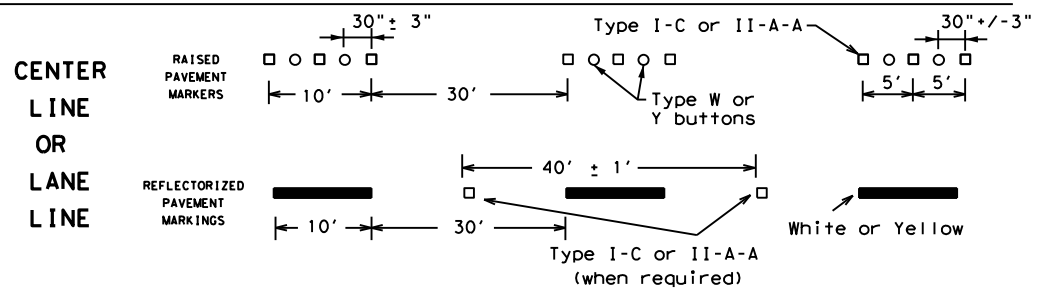 CENTER
LINE
OR
LANE
LINE
RAISED
PAVEMENT
MARKERS
30"± 3"
10'
30'
Type I-C or II-A-A
Type W or
Y buttons
30"+/-3"
5'
5'
REFLECTORIZED
PAVEMENT
MARKINGS
40' ± 1'
10'
30'
Type I-C or II-A-A
(when required)
White or Yellow